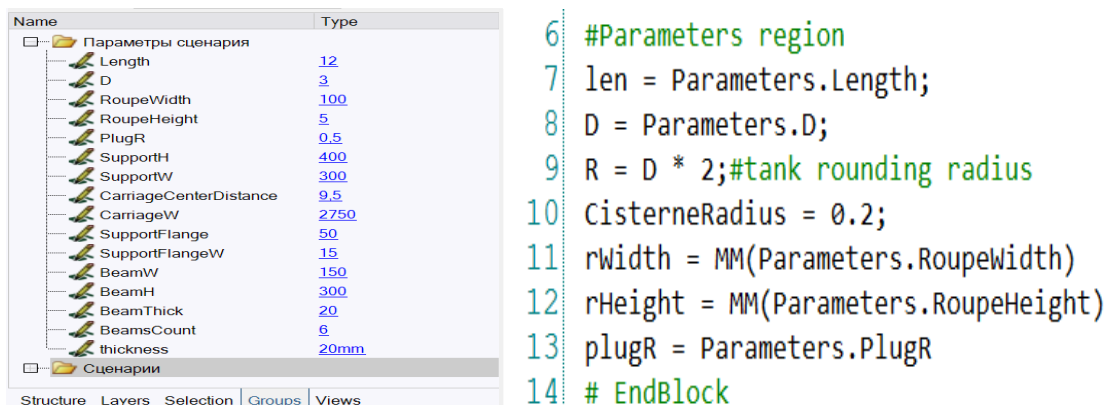 Name Type
Параметры сценария
Length 12
D 3
RoupeWidth 100
RoupeHeight 5
PlugR 0,5
SupportH 400
SupportW 300
CarriageCenterDistance 9,5
CarriageW 2750
SupportFlange 50
SupportFlangeW 15
BeamW 150
BeamH 300
BeamThick 20
BeamsCount 6
thickness 20mm
Сценарии
Structure Layers Selection Groups Views
6 #Parameters region
7 len = Parameters.Length;
8 D = Parameters.D;
9 R = D * 2;#tank rounding radius
10 CisterneRadius = 0.2;
11 rWidth = MM(Parameters.RoupeWidth)
12 rHeight = MM(Parameters.RoupeHeight)
13 plugR = Parameters.PlugR
14 # EndBlock